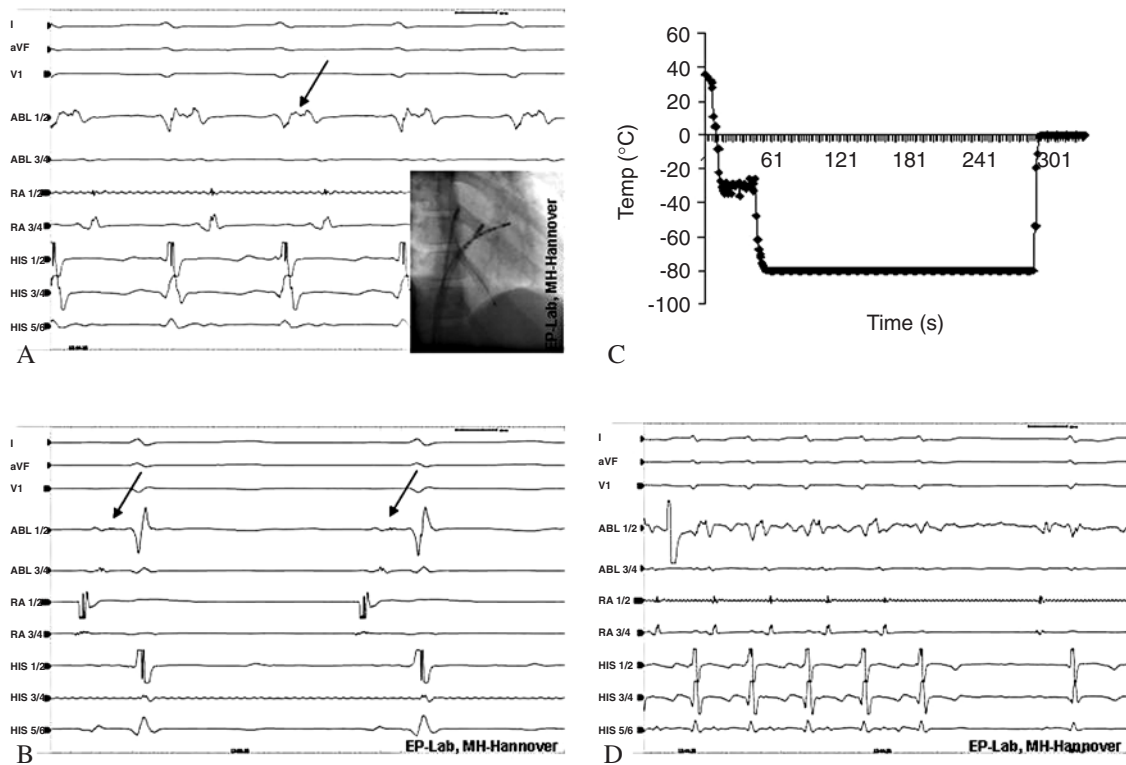 I
aVF
V1
ABL 1/2
ABL 3/4
RA 1/2
RA 3/4
HIS 1/2
HIS 3/4
HIS 5/6
EP-Lab, MH-Hannover
A
60
40
20
0
-20
-40
-60
-80
-100
61 121 181 241 301
Temp (°C)
Time (s)
C
I
aVF
V1
ABL 1/2
ABL 3/4
RA 1/2
RA 3/4
HIS 1/2
HIS 3/4
HIS 5/6
EP-Lab, MH-Hannover
B
I
aVF
V1
ABL 1/2
ABL 3/4
RA 1/2
RA 3/4
HIS 1/2
HIS 3/4
HIS 5/6
EP-Lab, MH-Hannover
D